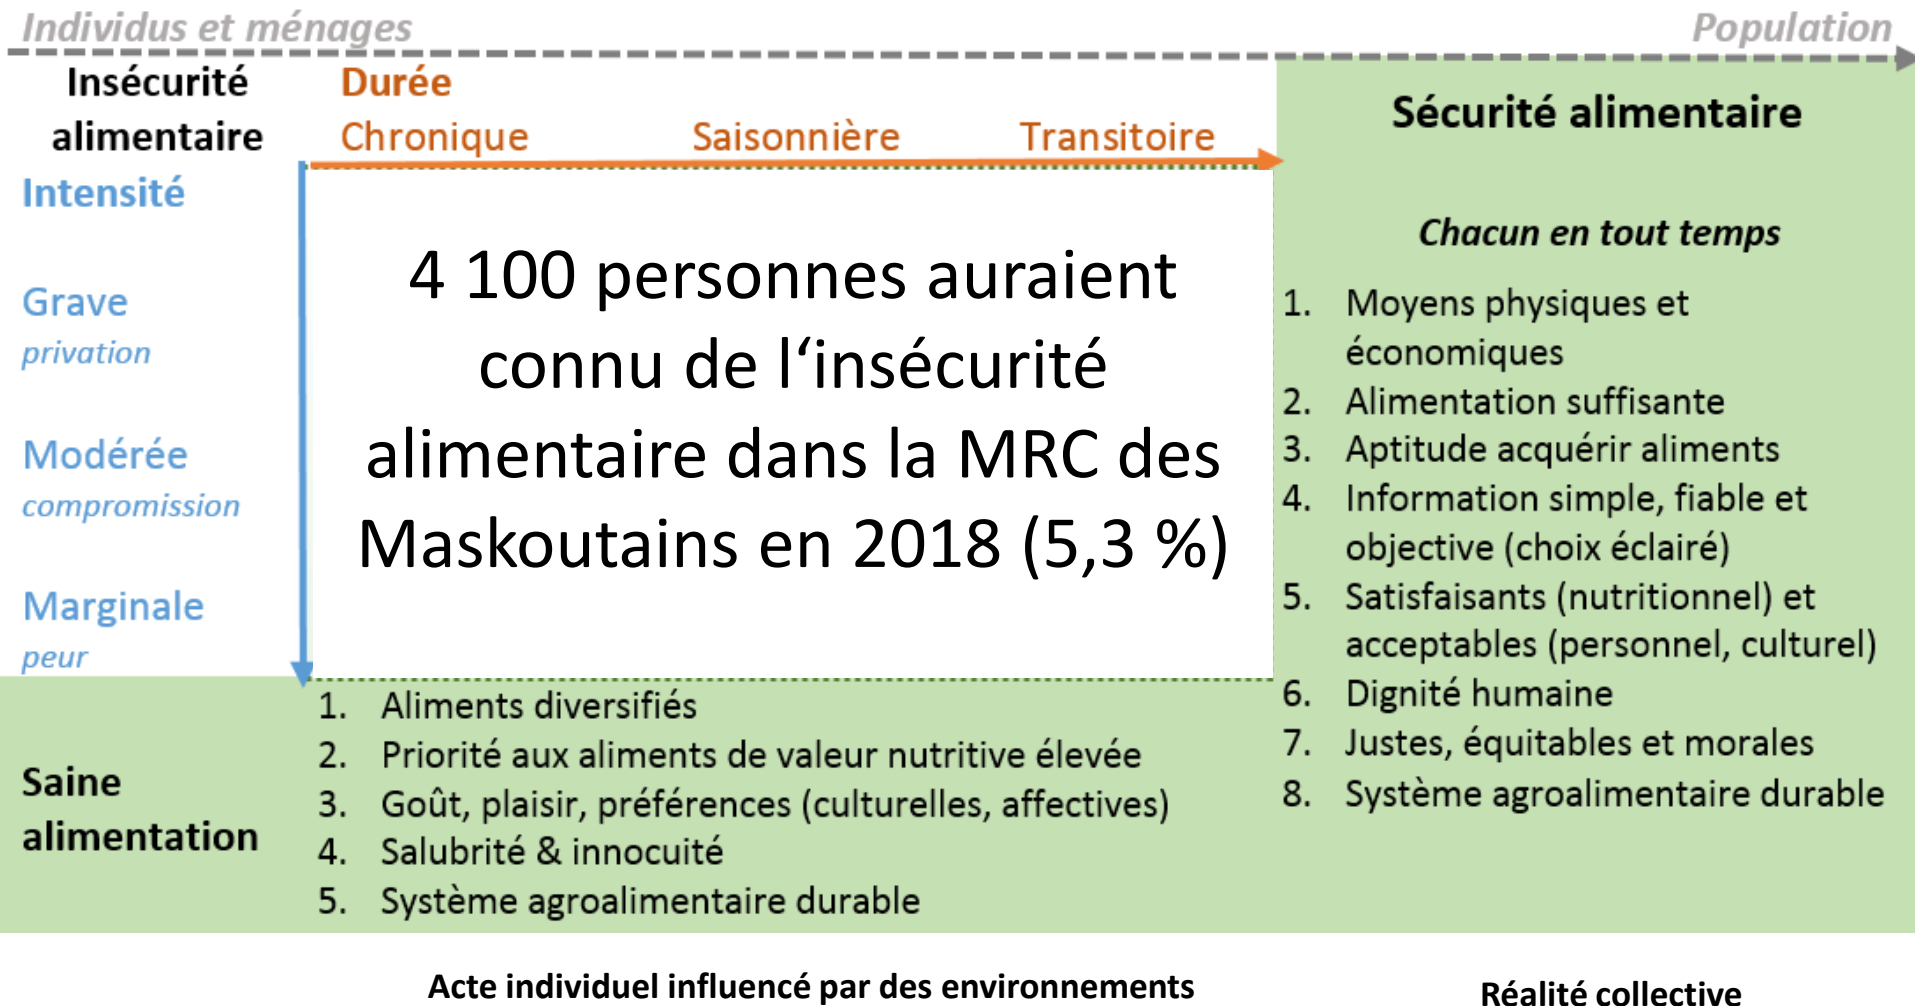 Individus et ménages
Population
Insécurité
alimentaire
Durée
Chronique
Saisonnière
Transitoire
Intensité
Grave
privation
Modérée
compromission
Marginale
peur
4 100 personnes auraient
connu de l‘insécurité
alimentaire dans la MRC des
Maskoutains en 2018 (5,3 %)
Sécurité alimentaire
Chacun en tout temps
1. Moyens physiques et
économiques
2. Alimentation suffisante
3. Aptitude acquérir aliments
4. Information simple, fiable et
objective (choix éclairé)
5. Satisfaisants (nutritionnel) et
acceptables (personnel, culturel)
6. Dignité humaine
7. Justes, équitables et morales
8. Système agroalimentaire durable
Saine
alimentation
1. Aliments diversifiés
2. Priorité aux aliments de valeur nutritive élevée
3. Goût, plaisir, préférences (culturelles, affectives)
4. Salubrité & innocuité
5. Système agroalimentaire durable
Acte individuel influencé par des environnements
Réalité collective